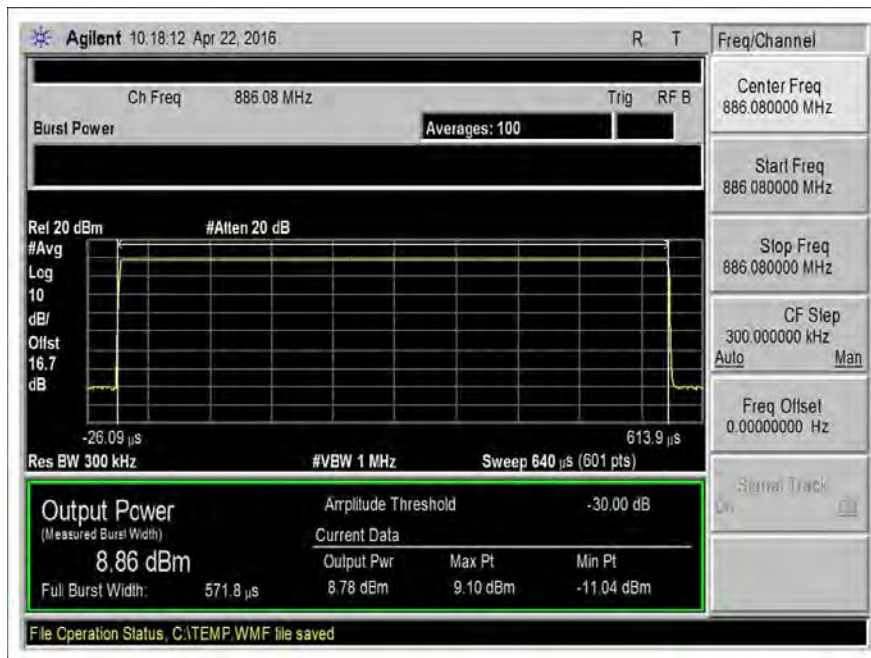 Agilent 10:18:12 Apr 22, 2016 R T
Freq/Channel
Ch Freq 886.08 MHz Trig RF B
Burst Power Averages: 100
Center Freq
886.080000 MHz
Start Freq
886.080000 MHz
Stop Freq
886.080000 MHz
CF Step
300.000000 kHz
Auto Man
Freq Offset
0.00000000 Hz
Signal Track
On Off
Ref 20 dBm #Atten 20 dB
#Avg
Log
10
dB/
Offst
16.7
dB
-26.09 µs 613.9 µs
Res BW 300 kHz #VBW 1 MHz Sweep 640 µs (601 pts)
Output Power
(Measured Burst Width)
8.86 dBm
Full Burst Width: 571.8 µs
Amplitude Threshold -30.00 dB
Current Data
Output Pwr Max Pt Min Pt
8.78 dBm 9.10 dBm -11.04 dBm
File Operation Status, C:\TEMP.WMF file saved